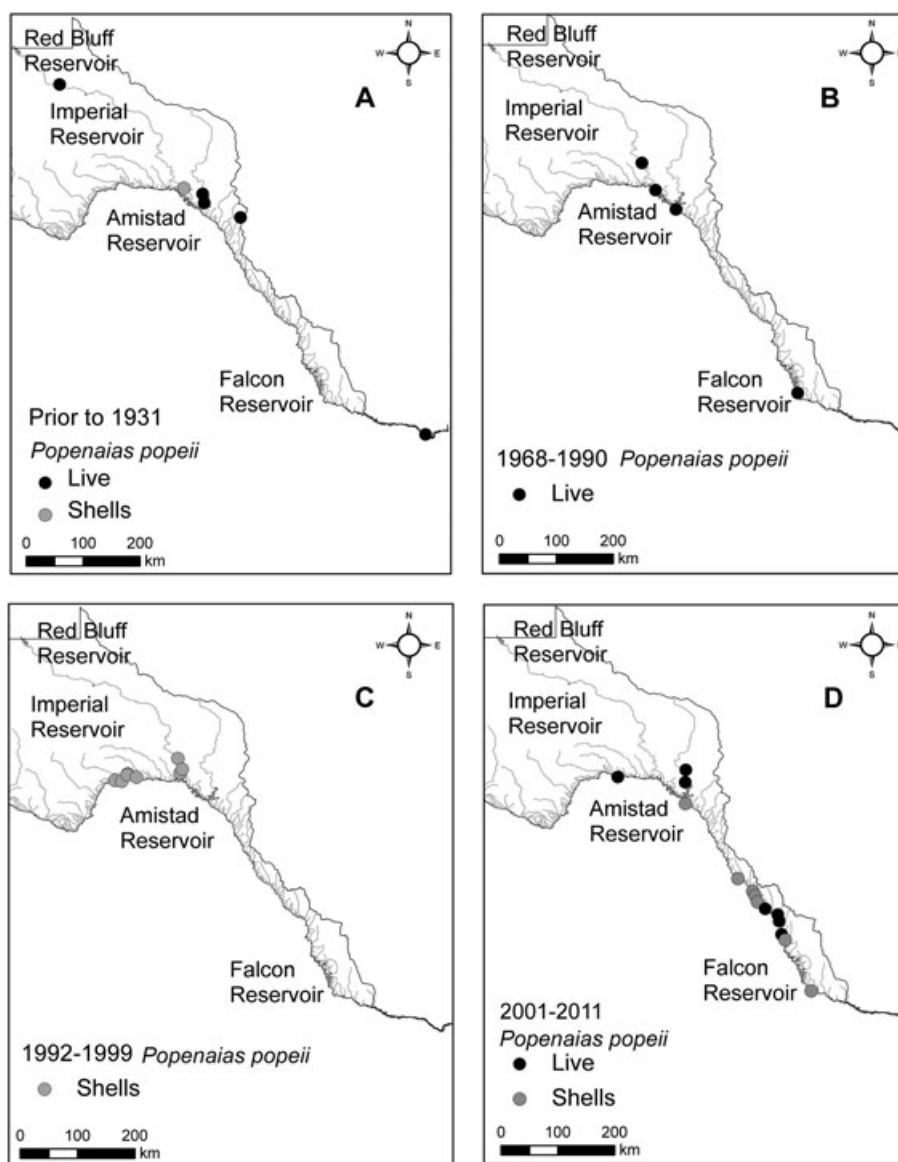 Red Bluff
Reservoir
N
W E
S
A
Imperial
Reservoir
Amistad
Reservoir
Falcon
Reservoir
Prior to 1931
Popenaias popeii
Live
Shells
0 100 200
km
Red Bluff
Reservoir
N
W E
S
B
Imperial
Reservoir
Amistad
Reservoir
Falcon
Reservoir
1968-1990 Popenaias popeii
Live
0 100 200
km
Red Bluff
Reservoir
N
W E
S
C
Imperial
Reservoir
Amistad
Reservoir
Falcon
Reservoir
1992-1999 Popenaias popeii
Shells
0 100 200
km
Red Bluff
Reservoir
N
W E
S
D
Imperial
Reservoir
Amistad
Reservoir
Falcon
Reservoir
2001-2011
Popenaias popeii
Live
Shells
0 100 200
km